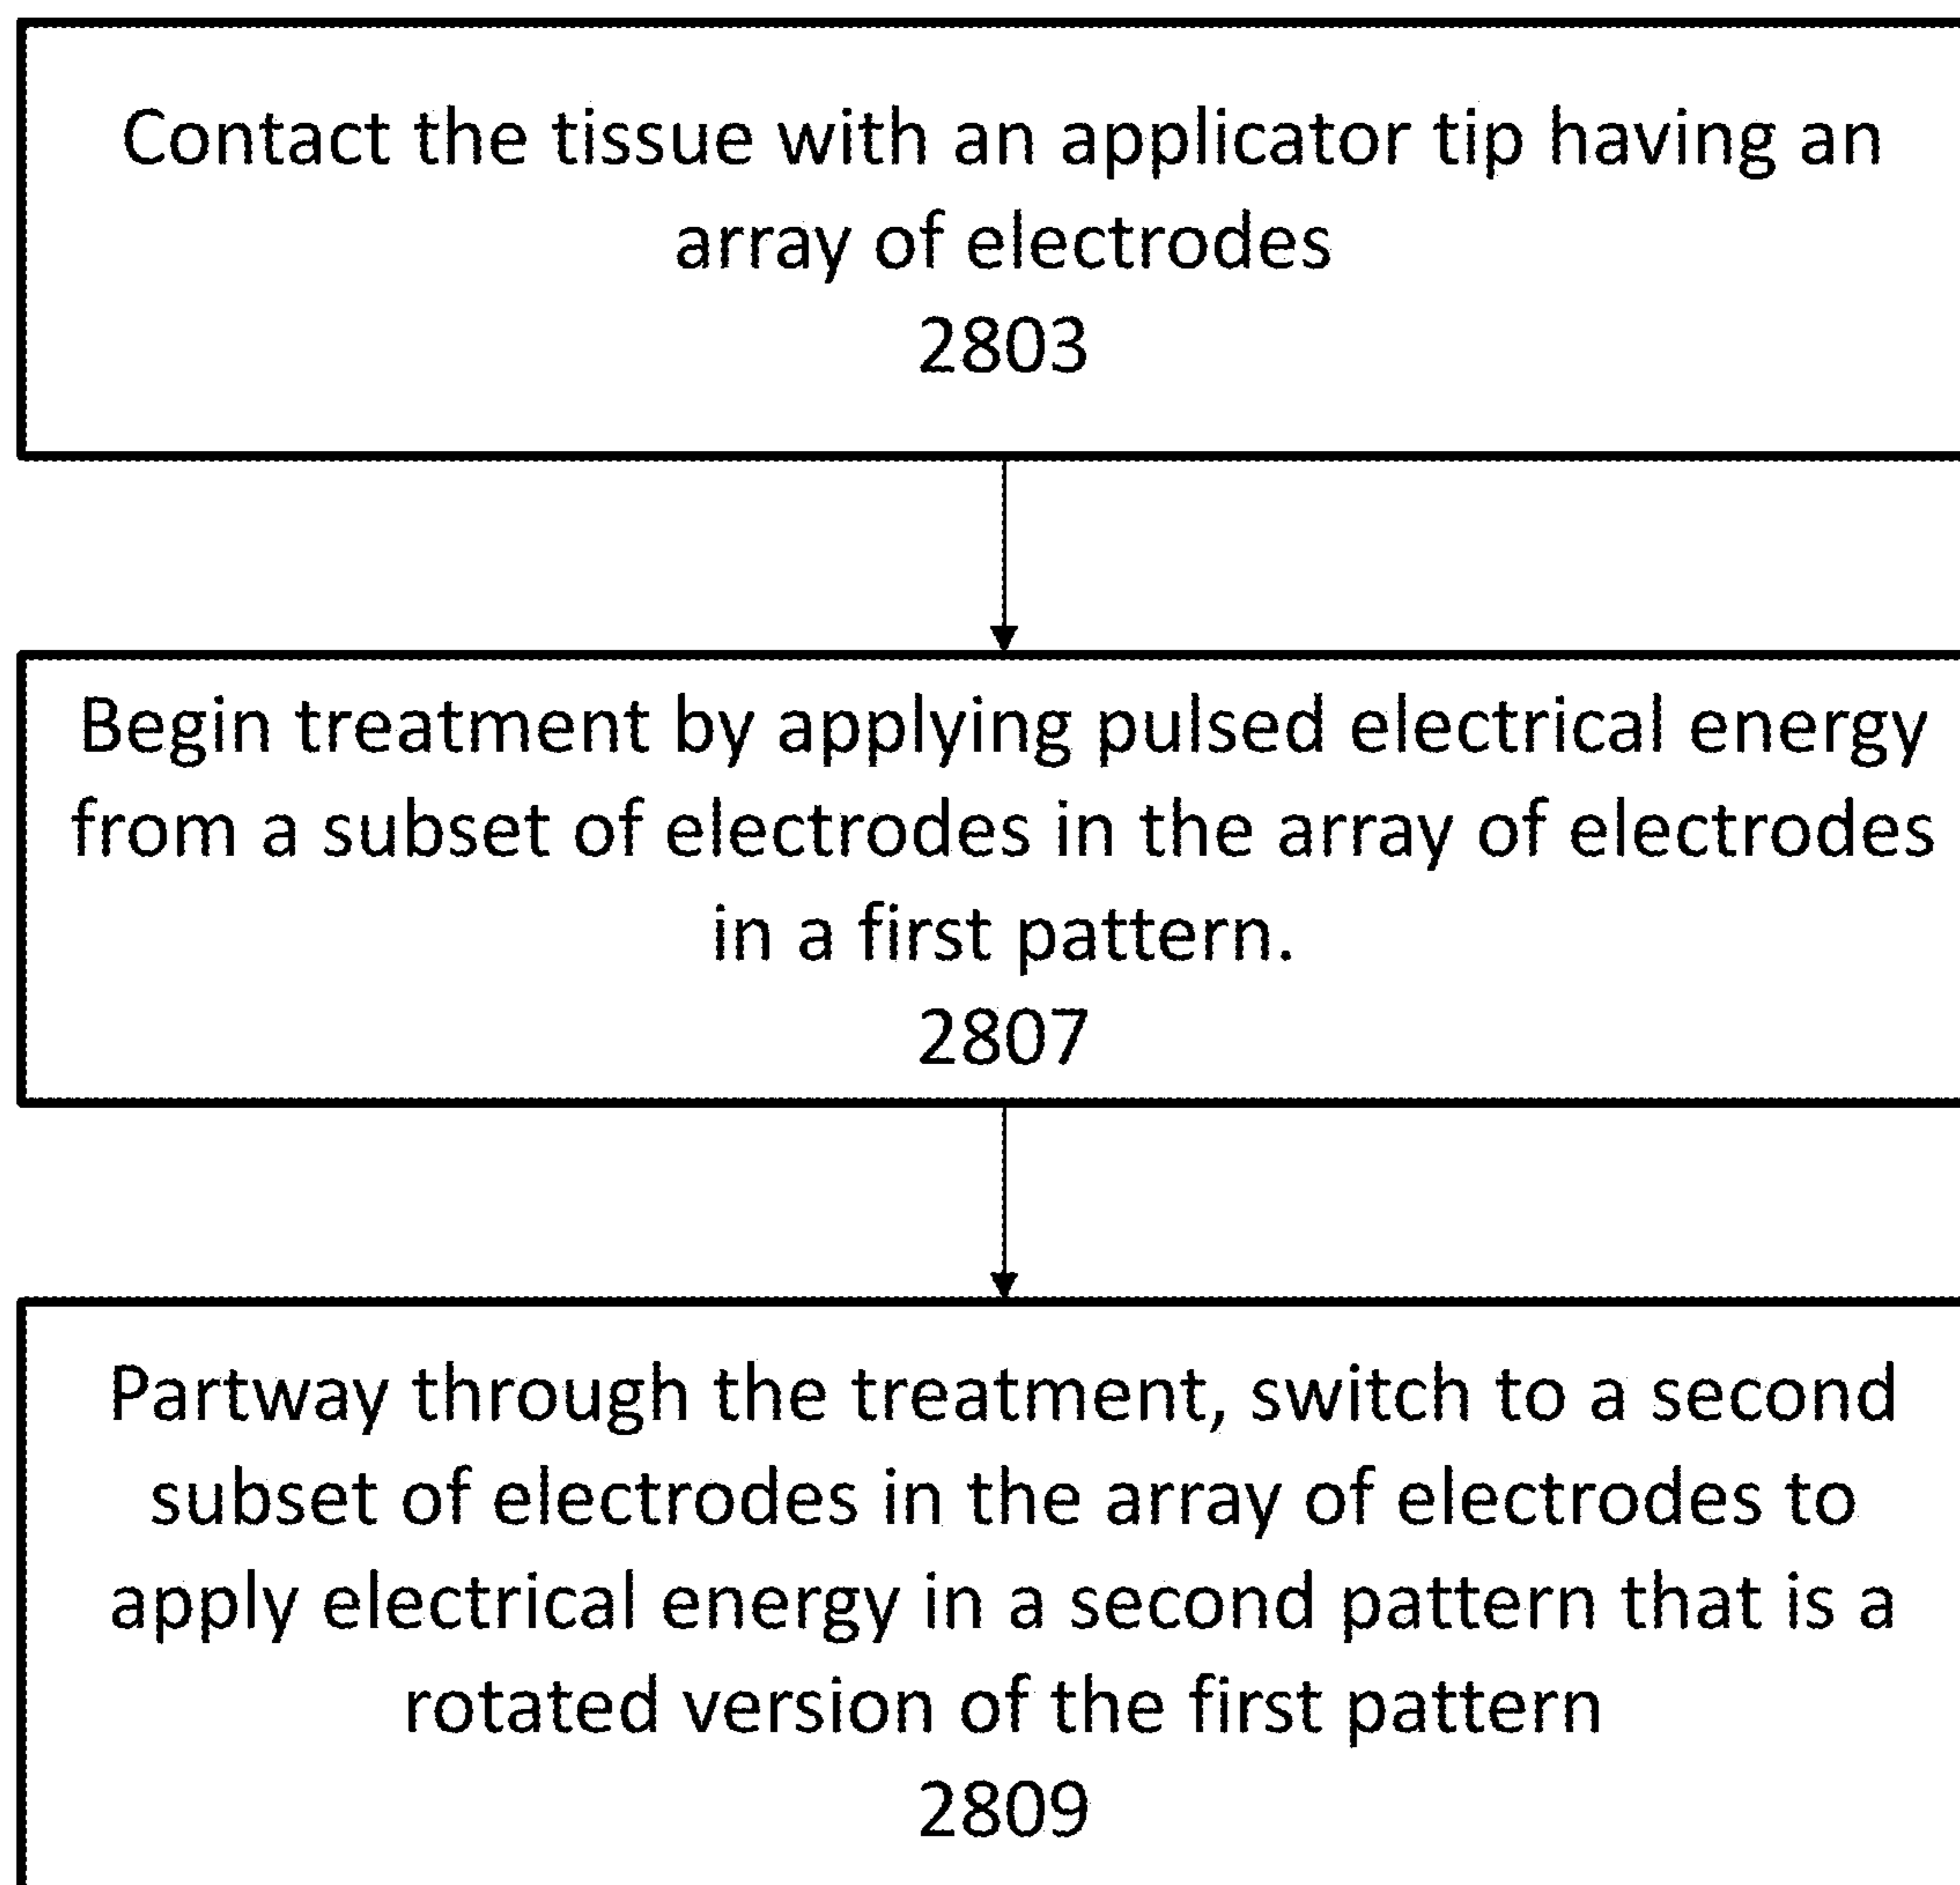 Contact the tissue with an applicator tip having an
array of electrodes
2803
Begin treatment by applying pulsed electrical energy
from a subset of electrodes in the array of electrodes
in a first pattern.
2807
Partway through the treatment, switch to a second
subset of electrodes in the array of electrodes to
apply electrical energy in a second pattern that is a
rotated version of the first pattern
2809